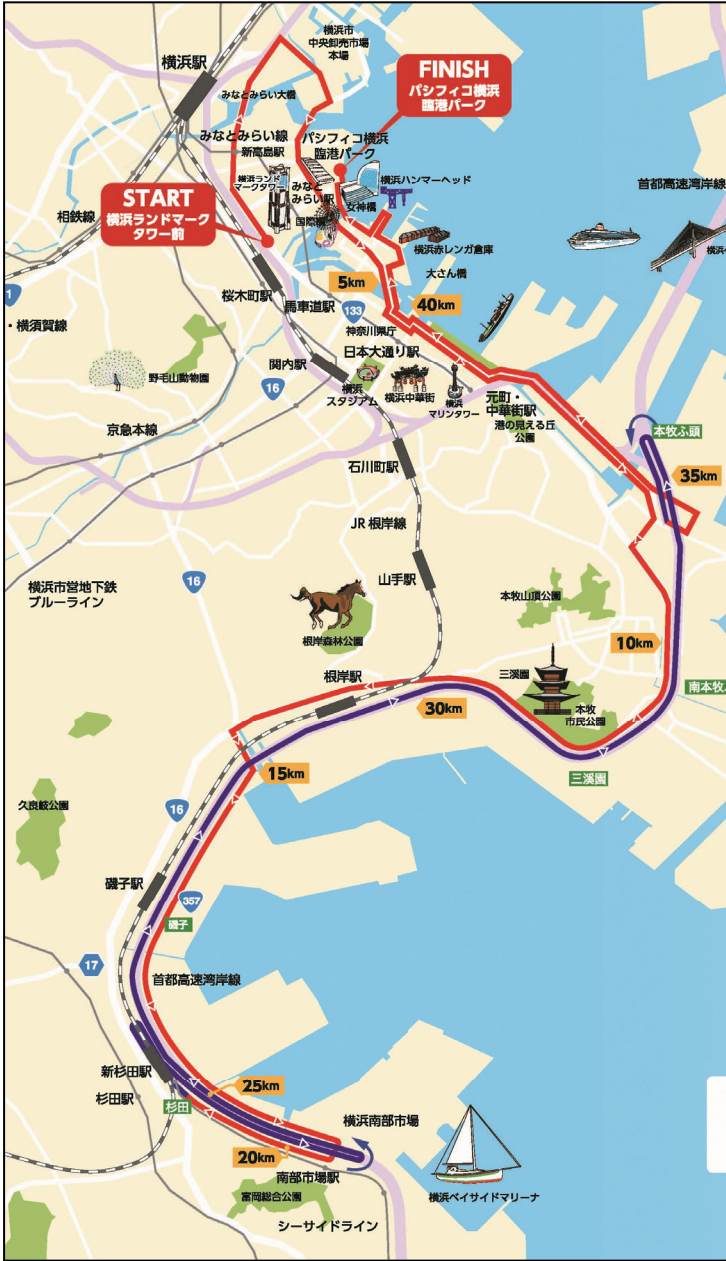 横浜市
中央卸売市場
本場
横浜駅
FINISH
パシフィコ横浜
臨港パーク
みなとみらい大橋
みなとみらい線
新高島駅
パシフィコ横浜
臨港パーク
横浜ランド
マークタワー
みなと
みらい駅
横浜ハンマーヘッド
首都高速湾岸線
START
横浜ランドマーク
タワー前
女神橋
国際橋
相鉄線
横浜赤レンガ倉庫
大さん橋
横浜ベ
5km
40km
1
桜木町駅
馬車道駅
133
・横須賀線
神奈川県庁
日本大通り駅
関内駅
野毛山動物園
16
横浜
スタジアム
横浜中華街
横浜
マリンタワー
元町・
中華街駅
港の見える丘
公園
京急本線
本牧ふ頭
石川町駅
35km
JR 根岸線
16
山手駅
横浜市営地下鉄
ブルーライン
本牧山頂公園
根岸森林公園
10km
三溪園
根岸駅
南本牧ふ
30km
本牧
市民公園
15km
三溪園
久良岐公園
16
磯子駅
357
磯子
17
首都高速湾岸線
新杉田駅
25km
杉田駅
杉田
横浜南部市場
20km
南部市場駅
富岡総合公園
横浜ベイサイドマリーナ
シーサイドライン